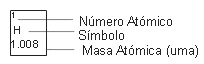 1 Número Atómico
H Símbolo
1.008 Masa Atómica (uma)